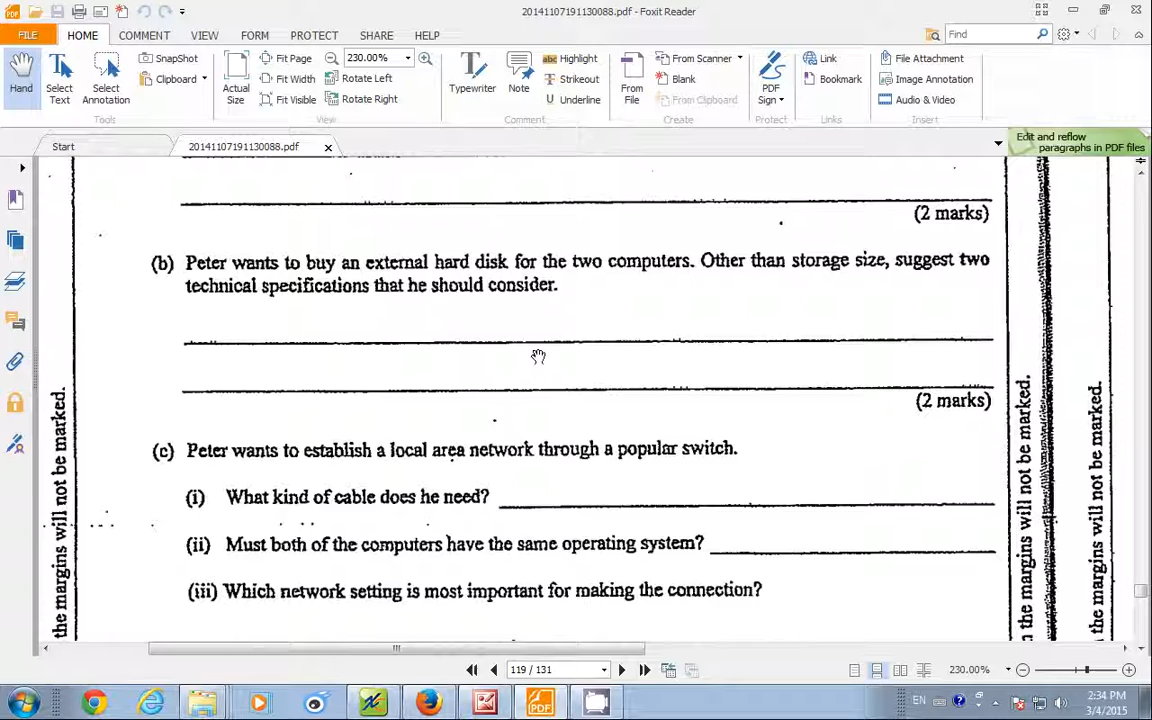 20141107191130088.pdf - Foxit Reader
FILE
HOME
COMMENT
VIEW
FORM
PROTECT
SHARE
HELP
Find
Hand
Select
Text
Select
Annotation
SnapShot
Clipboard
Tools
Actual
Size
Fit Page
Fit Width
Fit Visible
230.00%
Rotate Left
Rotate Right
View
Typewriter
Note
Highlight
Strikeout
Underline
Comment
From
File
From Scanner
Blank
From Clipboard
Create
PDF
Sign
Protect
Link
Bookmark
Links
File Attachment
Image Annotation
Audio & Video
Insert
Start
20141107191130088.pdf
Edit and reflow
paragraphs in PDF files
(2 marks)
(b) Peter wants to buy an external hard disk for the two computers. Other than storage size, suggest two
technical specifications that he should consider.
(2 marks)
(c) Peter wants to establish a local area network through a popular switch.
(i) What kind of cable does he need?
(ii) Must both of the computers have the same operating system?
(iii) Which network setting is most important for making the connection?
the margins will not be marked.
n the margins will not be marked.
the margins will not be marked.
119 / 131
230.00%
EN
2:34 PM
3/4/2015